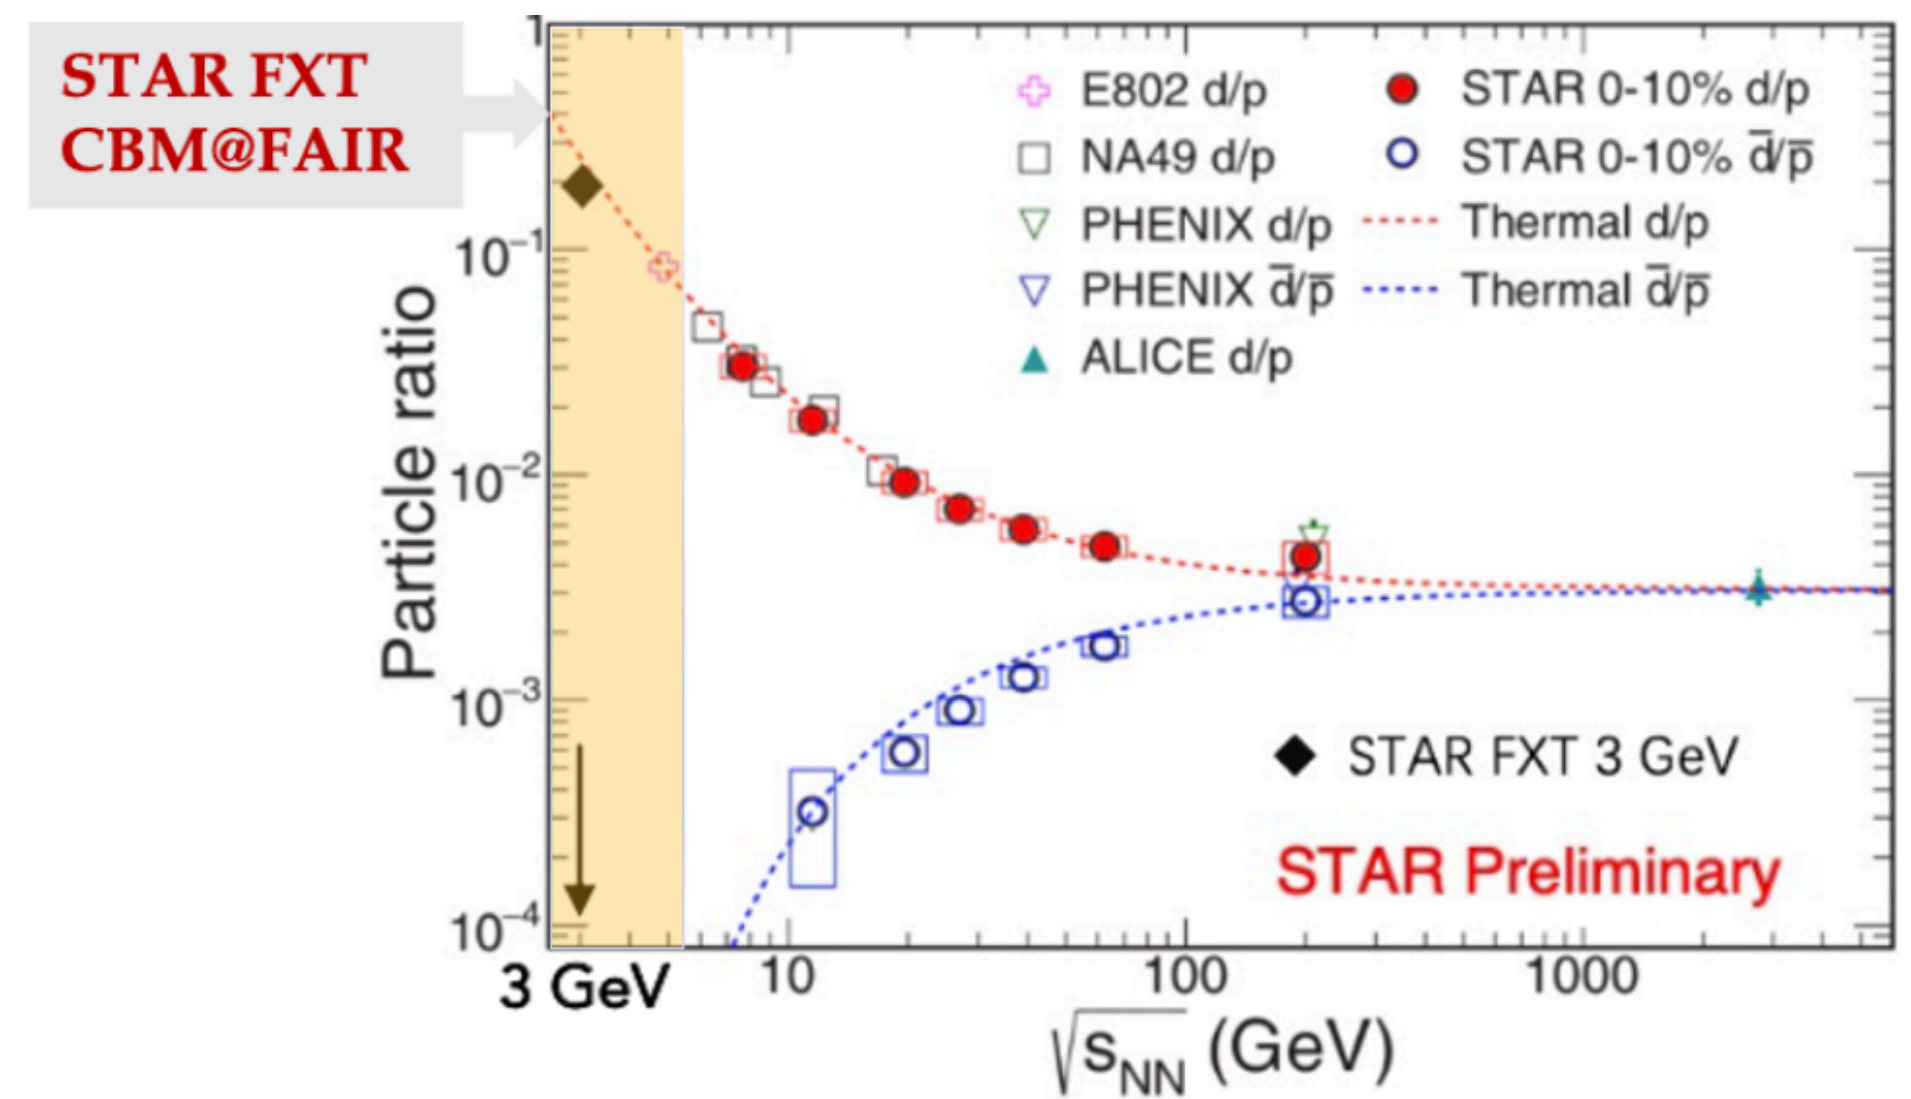 STAR FXT
CBM@FAIR
1
10⁻¹
10⁻²
10⁻³
10⁻⁴
Particle ratio
E802 d/p
NA49 d/p
PHENIX d/p
PHENIX d̅/p̅
ALICE d/p
STAR 0-10% d/p
STAR 0-10% d̅/p̅
Thermal d/p
Thermal d̅/p̅
STAR FXT 3 GeV
STAR Preliminary
3 GeV
10
100
1000
√sNN (GeV)